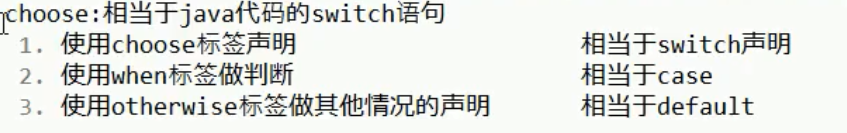 choose:相当于java代码的switch语句
1. 使用choose标签声明 相当于switch声明
2. 使用when标签做判断 相当于case
3. 使用otherwise标签做其他情况的声明 相当于default